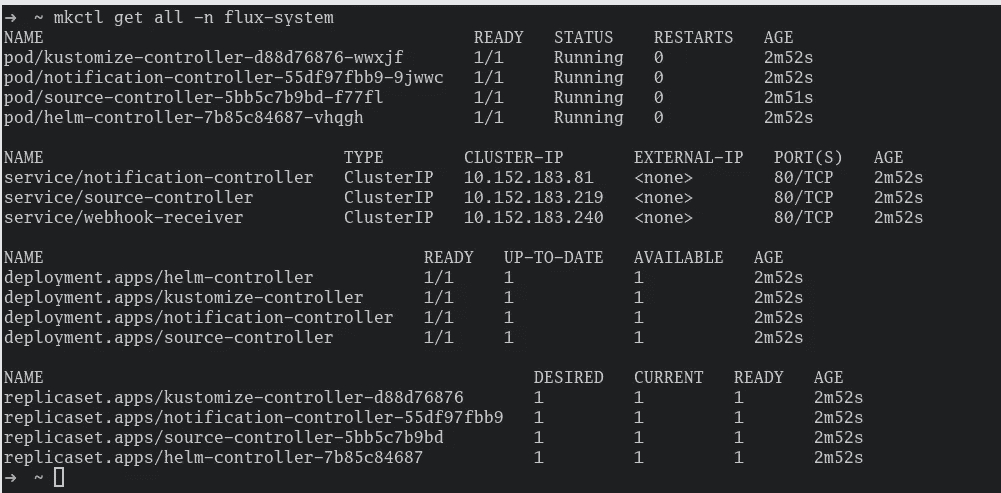 ➜  ~ mkctl get all -n flux-system
NAME                                           READY   STATUS    RESTARTS   AGE
pod/kustomize-controller-d88d76876-wwxjf       1/1     Running   0          2m52s
pod/notification-controller-55df97fbb9-9jwwc   1/1     Running   0          2m52s
pod/source-controller-5bb5c7b9bd-f77fl         1/1     Running   0          2m51s
pod/helm-controller-7b85c84687-vhqgh           1/1     Running   0          2m52s
NAME                              TYPE        CLUSTER-IP       EXTERNAL-IP   PORT(S)   AGE
service/notification-controller   ClusterIP   10.152.183.81    <none>        80/TCP    2m52s
service/source-controller         ClusterIP   10.152.183.219   <none>        80/TCP    2m52s
service/webhook-receiver          ClusterIP   10.152.183.240   <none>        80/TCP    2m52s
NAME                                      READY   UP-TO-DATE   AVAILABLE   AGE
deployment.apps/helm-controller           1/1     1            1           2m52s
deployment.apps/kustomize-controller      1/1     1            1           2m52s
deployment.apps/notification-controller   1/1     1            1           2m52s
deployment.apps/source-controller         1/1     1            1           2m52s
NAME                                                 DESIRED   CURRENT   READY   AGE
replicaset.apps/kustomize-controller-d88d76876       1         1         1       2m52s
replicaset.apps/notification-controller-55df97fbb9   1         1         1       2m52s
replicaset.apps/source-controller-5bb5c7b9bd         1         1         1       2m52s
replicaset.apps/helm-controller-7b85c84687           1         1         1       2m52s
➜  ~